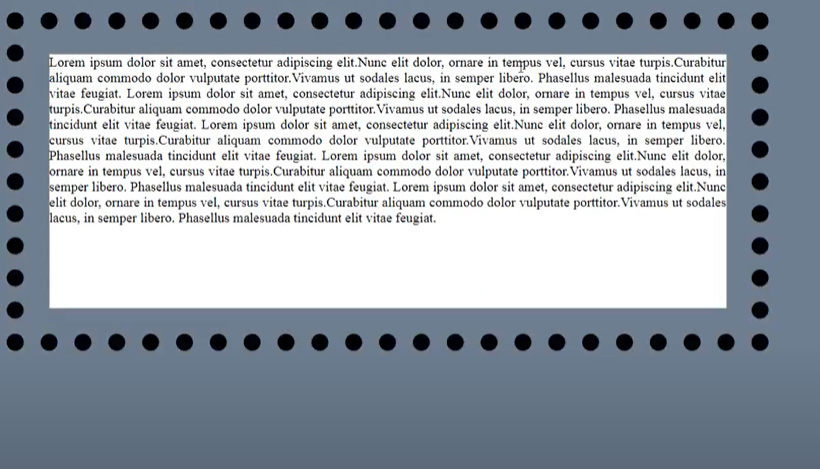 Lorem ipsum dolor sit amet, consectetur adipiscing elit.Nunc elit dolor, ornare in tempus vel, cursus vitae turpis.Curabitur
aliquam commodo dolor vulputate porttitor.Vivamus ut sodales lacus, in semper libero. Phasellus malesuada tincidunt elit
vitae feugiat. Lorem ipsum dolor sit amet, consectetur adipiscing elit.Nunc elit dolor, ornare in tempus vel, cursus vitae
turpis.Curabitur aliquam commodo dolor vulputate porttitor.Vivamus ut sodales lacus, in semper libero. Phasellus malesuada
tincidunt elit vitae feugiat. Lorem ipsum dolor sit amet, consectetur adipiscing elit.Nunc elit dolor, ornare in tempus vel,
cursus vitae turpis.Curabitur aliquam commodo dolor vulputate porttitor.Vivamus ut sodales lacus, in semper libero.
Phasellus malesuada tincidunt elit vitae feugiat. Lorem ipsum dolor sit amet, consectetur adipiscing elit.Nunc elit dolor,
ornare in tempus vel, cursus vitae turpis.Curabitur aliquam commodo dolor vulputate porttitor.Vivamus ut sodales lacus, in
semper libero. Phasellus malesuada tincidunt elit vitae feugiat. Lorem ipsum dolor sit amet, consectetur adipiscing elit.Nunc
elit dolor, ornare in tempus vel, cursus vitae turpis.Curabitur aliquam commodo dolor vulputate porttitor.Vivamus ut sodales
lacus, in semper libero. Phasellus malesuada tincidunt elit vitae feugiat.